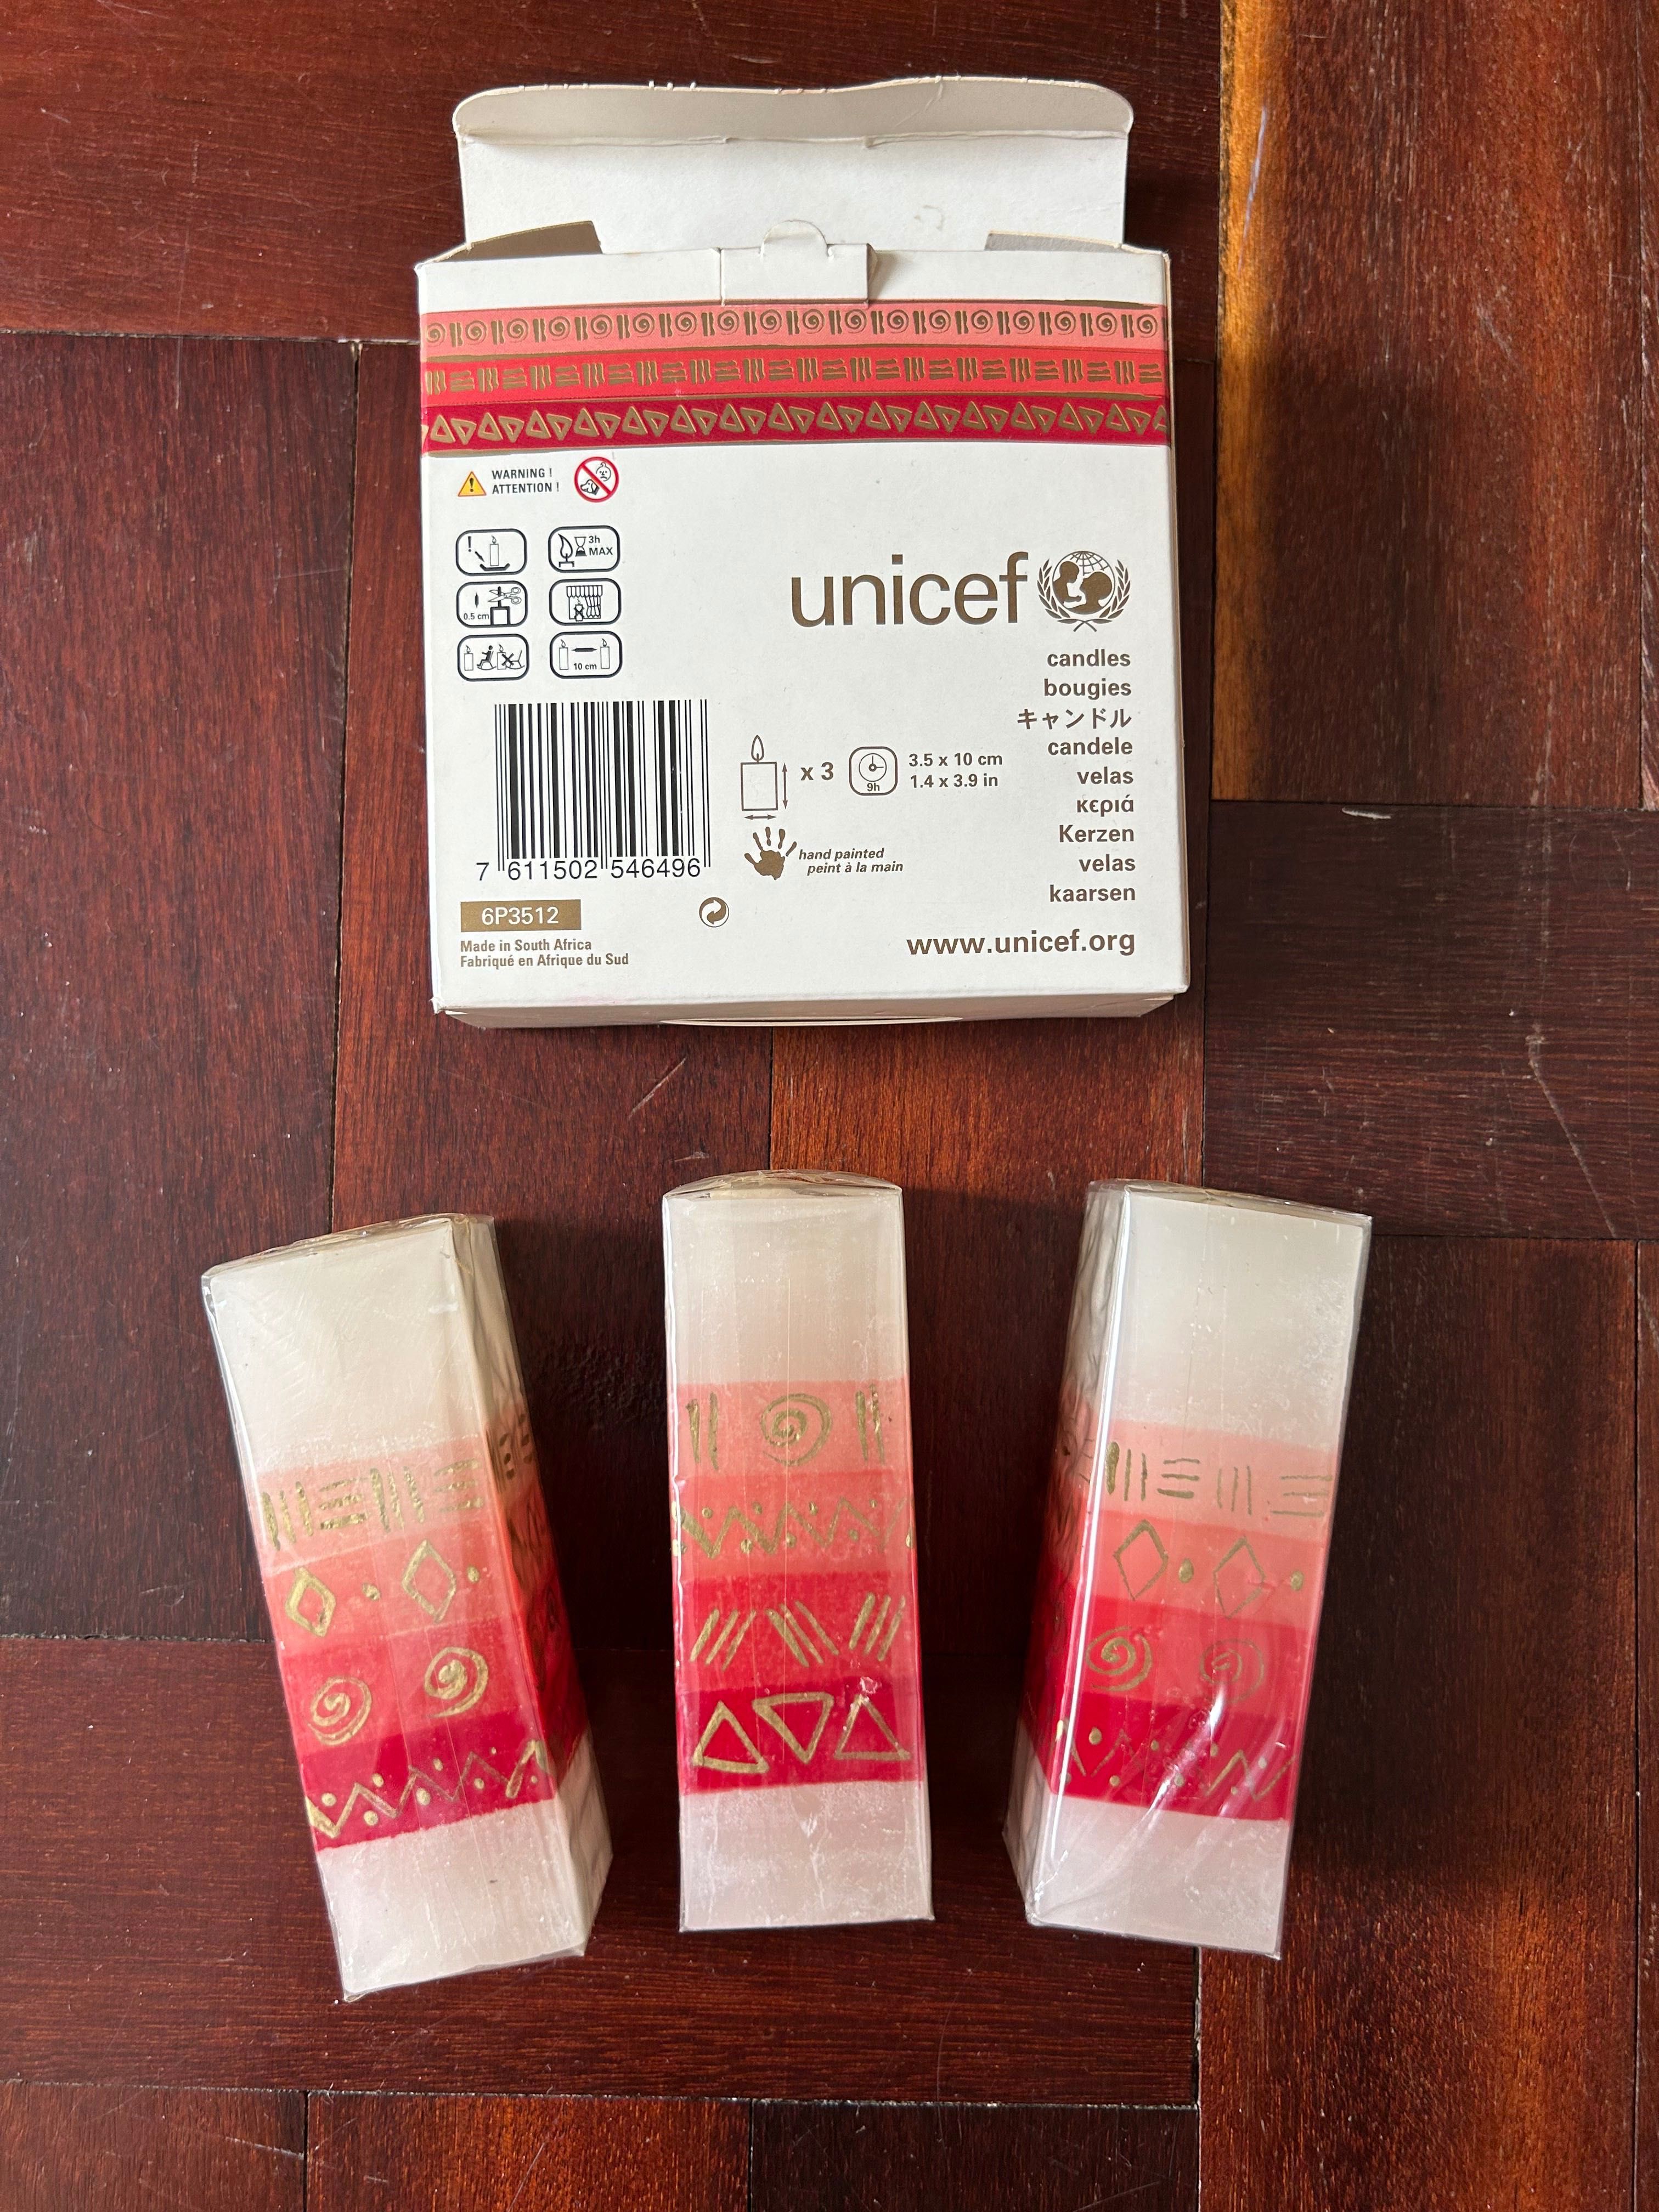 WARNING !
ATTENTION !
!
3h
MAX
0.5 cm
10 cm
unicef
candles
bougies
キャンドル
candele
velas
κεριά
Kerzen
velas
kaarsen
x 3
9h
3.5 x 10 cm
1.4 x 3.9 in
hand painted
peint à la main
7 611502 546496
6P3512
Made in South Africa
Fabriqué en Afrique du Sud
www.unicef.org